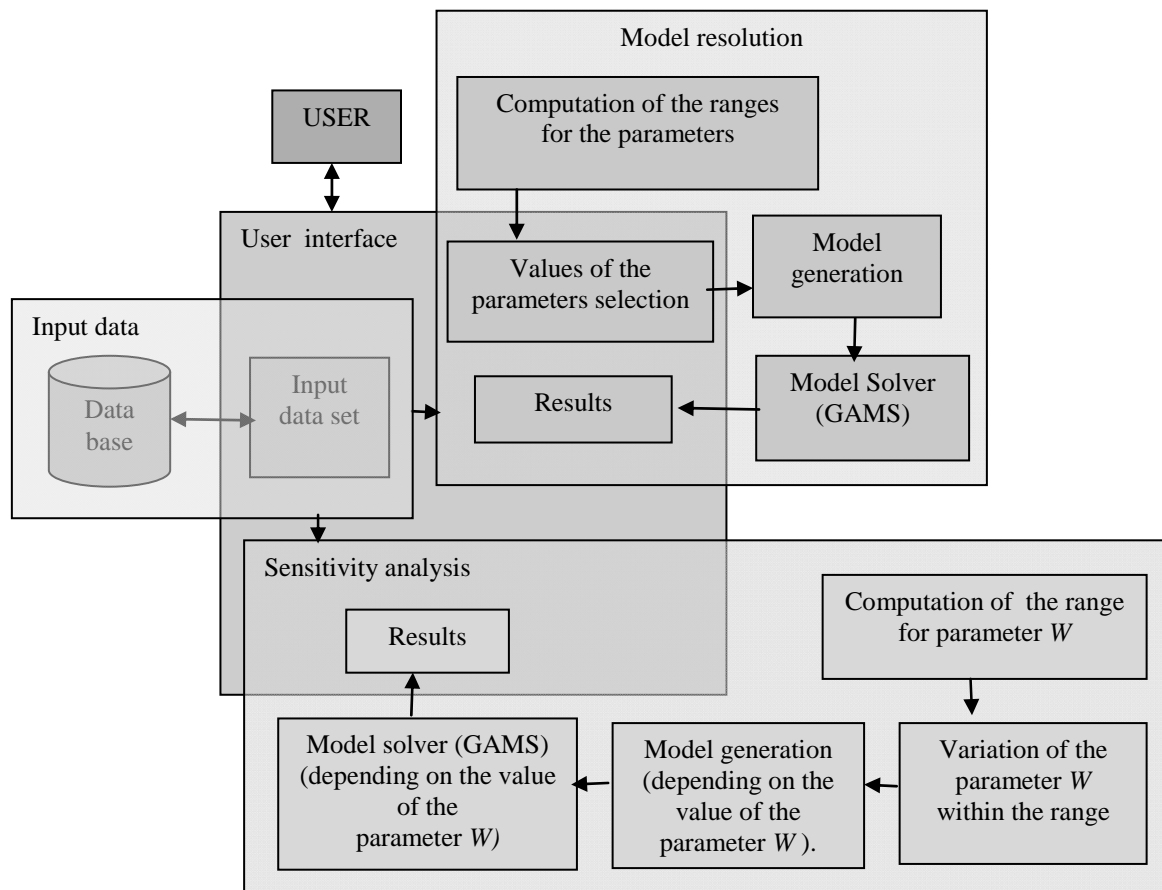 Model resolution
Computation of the ranges
for the parameters
USER
User interface
Values of the
parameters selection
Model
generation
Input data
Data
base
Input
data set
Results
Model Solver
(GAMS)
Sensitivity analysis
Results
Computation of the range
for parameter W
Model solver (GAMS)
(depending on the value
of the
parameter W)
Model generation
(depending on the
value of the
parameter W ).
Variation of the
parameter W
within the range